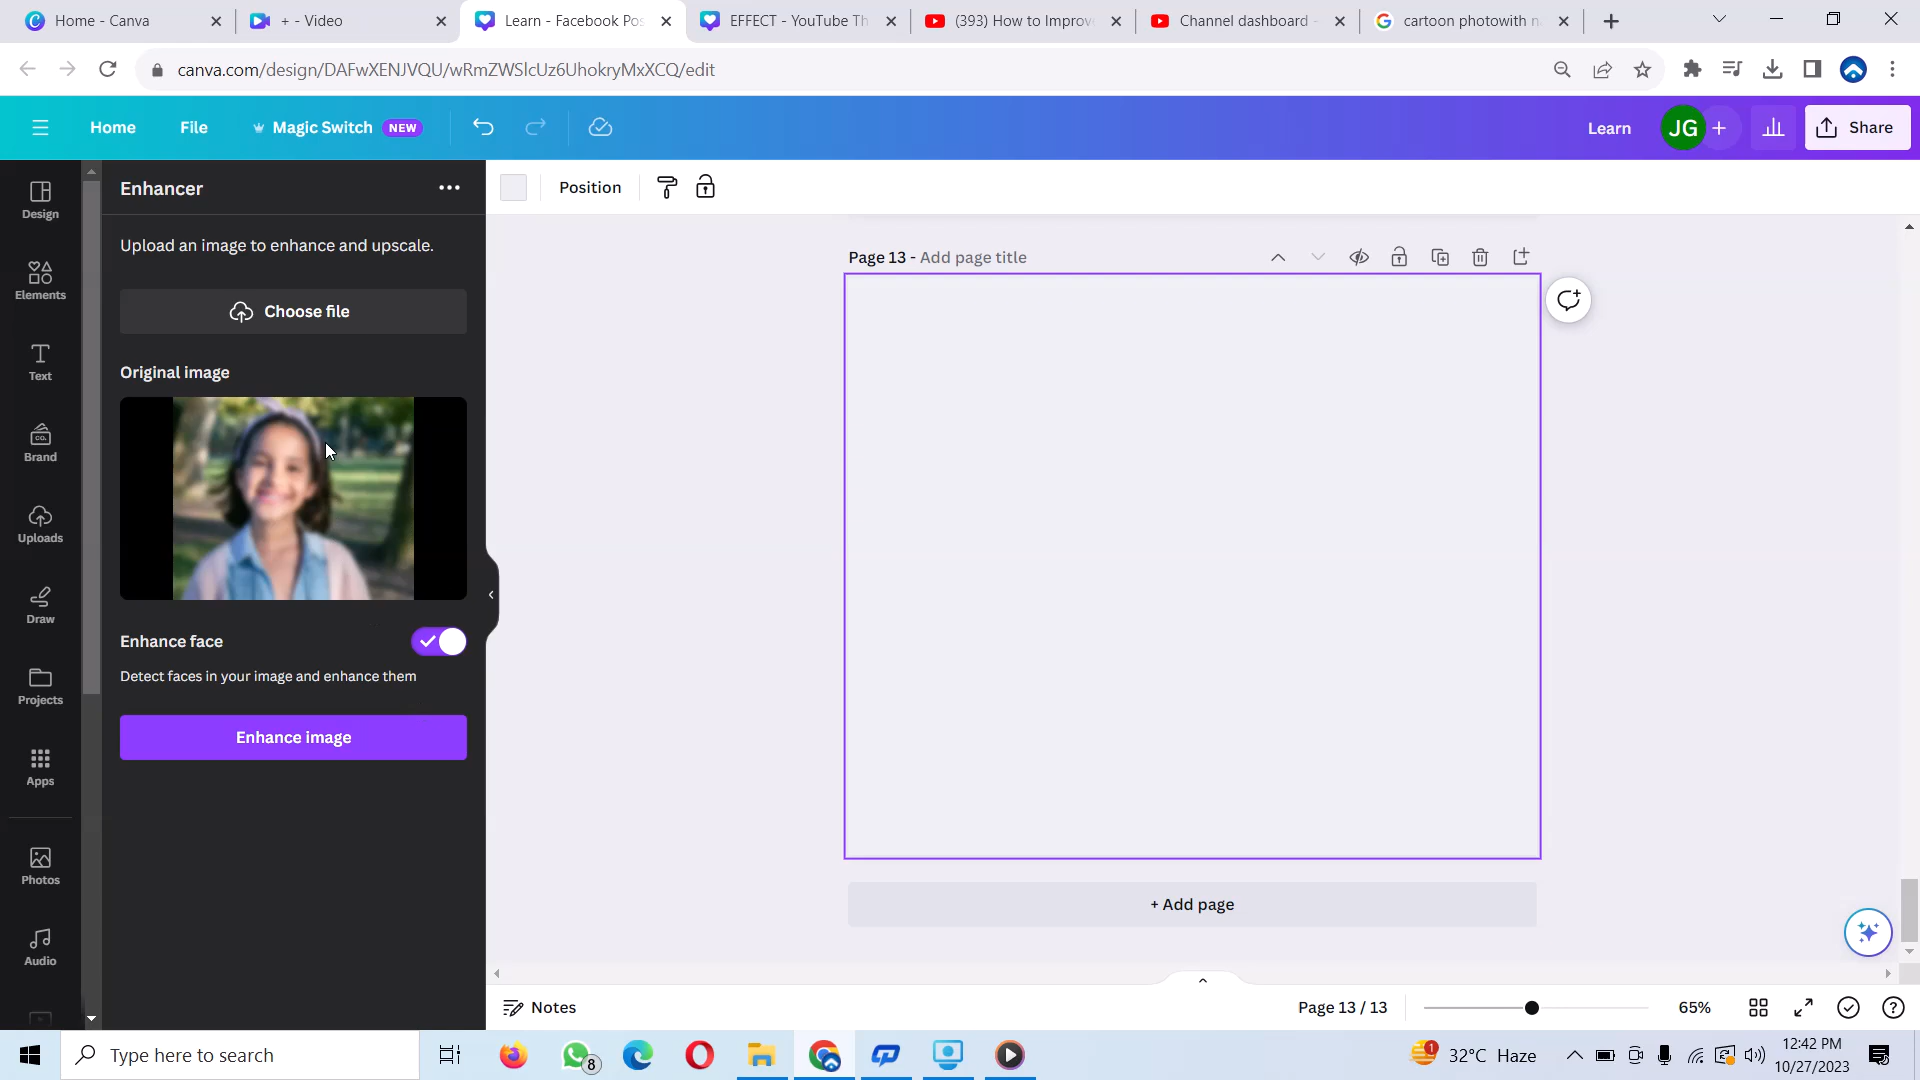 Home - Canva
+ - Video
Learn - Facebook Pos
EFFECT - YouTube Th
(393) How to Improve
Channel dashboard -
cartoon photowith n
canva.com/design/DAFwXENJVQU/wRmZWSlcUz6UhokryMxXCQ/edit
Home
File
Magic Switch NEW
Learn
JG
Share
Design
Elements
Text
Brand
Uploads
Draw
Projects
Apps
Photos
Audio
Enhancer
Upload an image to enhance and upscale.
Choose file
Original image
Enhance face
Detect faces in your image and enhance them
Enhance image
Position
Page 13 - Add page title
+ Add page
Notes
Page 13 / 13
65%
Type here to search
8
1
32°C Haze
12:42 PM
10/27/2023